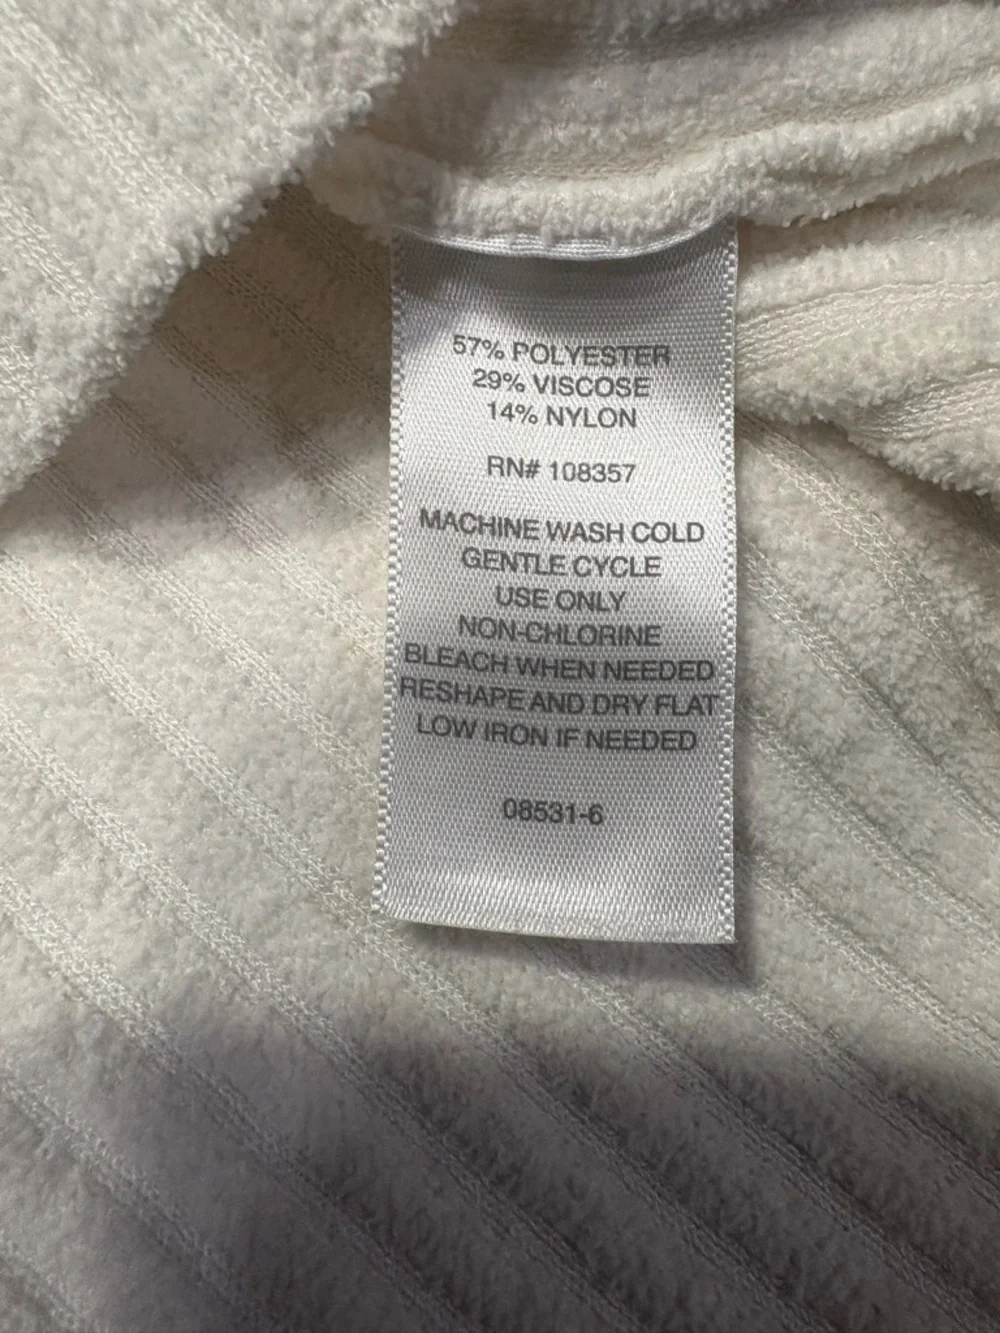 57% POLYESTER
29% VISCOSE
14% NYLON
RN# 108357
MACHINE WASH COLD
GENTLE CYCLE
USE ONLY
NON-CHLORINE
BLEACH WHEN NEEDED
RESHAPE AND DRY FLAT
LOW IRON IF NEEDED
08531-6